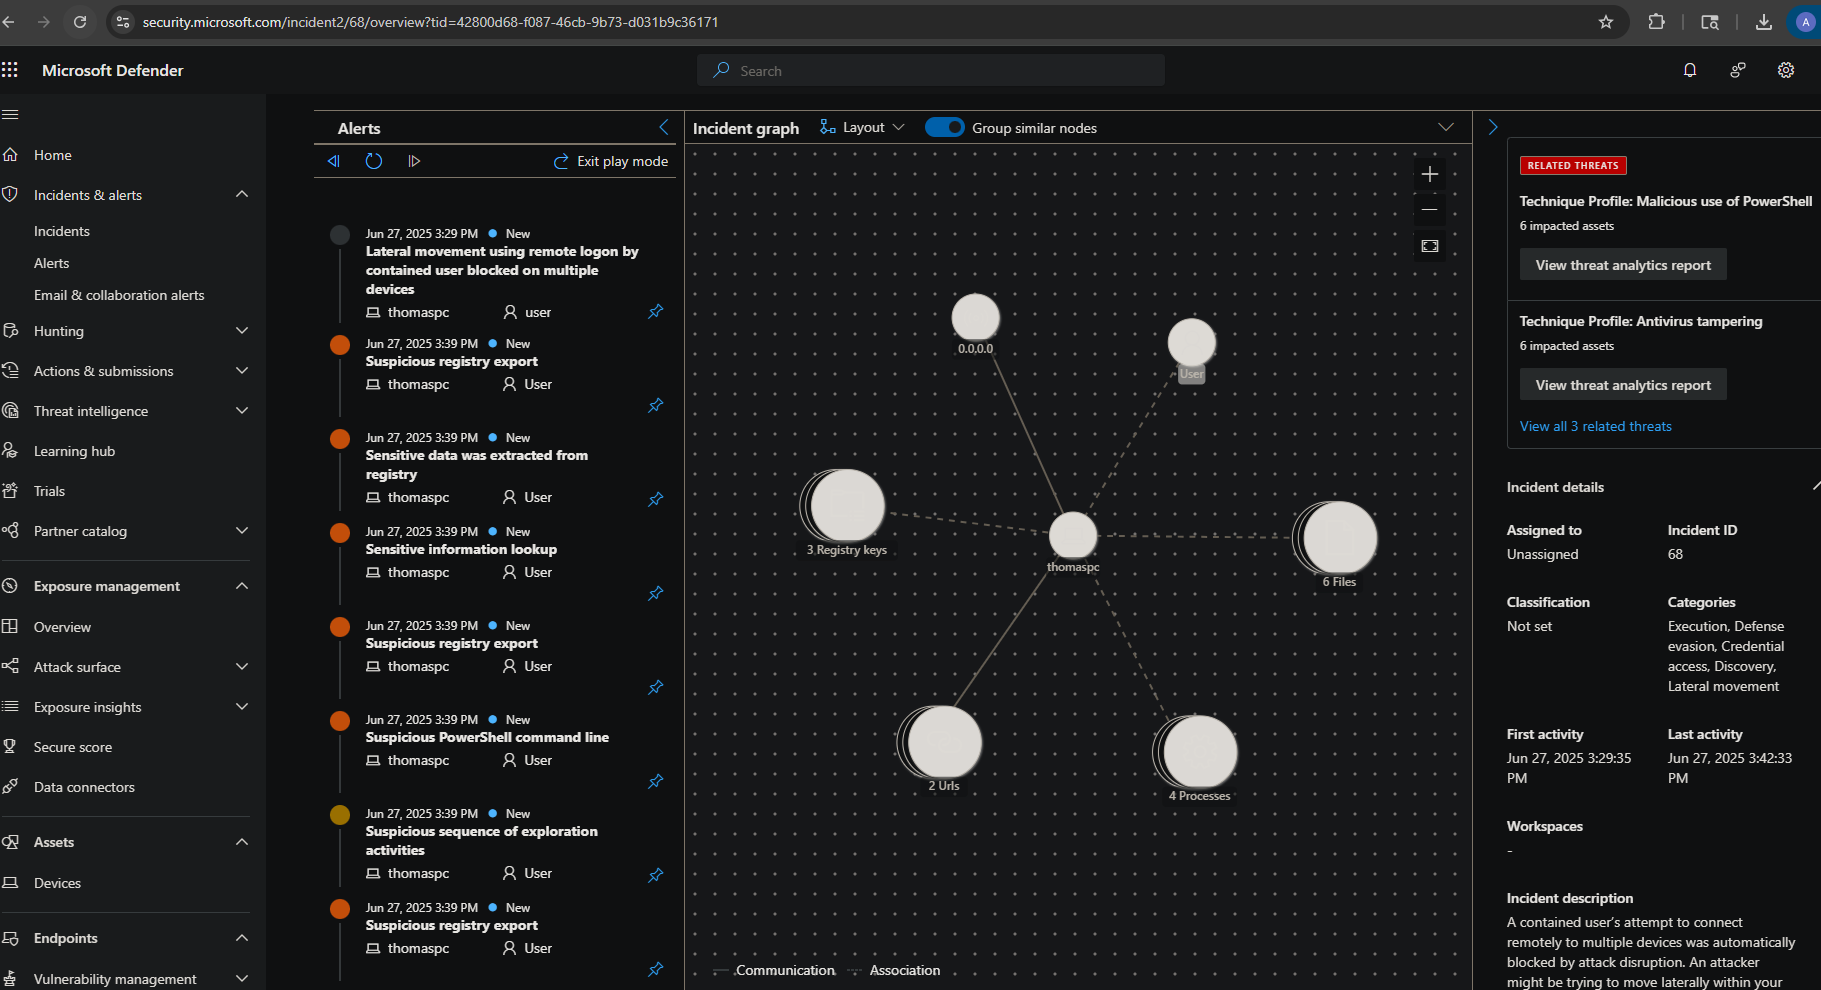 security.microsoft.com/incident2/68/overview?tid=42800d68-f087-46cb-9b73-d031b9c36171
A
Microsoft Defender
Search
Home
Incidents & alerts
Incidents
Alerts
Email & collaboration alerts
Hunting
Actions & submissions
Threat intelligence
Learning hub
Trials
Partner catalog
Exposure management
Overview
Attack surface
Exposure insights
Secure score
Data connectors
Assets
Devices
Endpoints
Vulnerability management
Alerts
Exit play mode
Jun 27, 2025 3:29 PM New
Lateral movement using remote logon by
contained user blocked on multiple
devices
thomaspc user
Jun 27, 2025 3:39 PM New
Suspicious registry export
thomaspc User
Jun 27, 2025 3:39 PM New
Sensitive data was extracted from
registry
thomaspc User
Jun 27, 2025 3:39 PM New
Sensitive information lookup
thomaspc User
Jun 27, 2025 3:39 PM New
Suspicious registry export
thomaspc User
Jun 27, 2025 3:39 PM New
Suspicious PowerShell command line
thomaspc User
Jun 27, 2025 3:39 PM New
Suspicious sequence of exploration
activities
thomaspc User
Jun 27, 2025 3:39 PM New
Suspicious registry export
thomaspc User
Incident graph Layout Group similar nodes
0.0.0.0
User
3 Registry keys
thomaspc
6 Files
2 Urls
4 Processes
Communication Association
RELATED THREATS
Technique Profile: Malicious use of PowerShell
6 impacted assets
View threat analytics report
Technique Profile: Antivirus tampering
6 impacted assets
View threat analytics report
View all 3 related threats
Incident details
Assigned to Incident ID
Unassigned 68
Classification Categories
Not set Execution, Defense
evasion, Credential
access, Discovery,
Lateral movement
First activity Last activity
Jun 27, 2025 3:29:35 Jun 27, 2025 3:42:33
PM PM
Workspaces
-
Incident description
A contained user's attempt to connect
remotely to multiple devices was automatically
blocked by attack disruption. An attacker
might be trying to move laterally within your